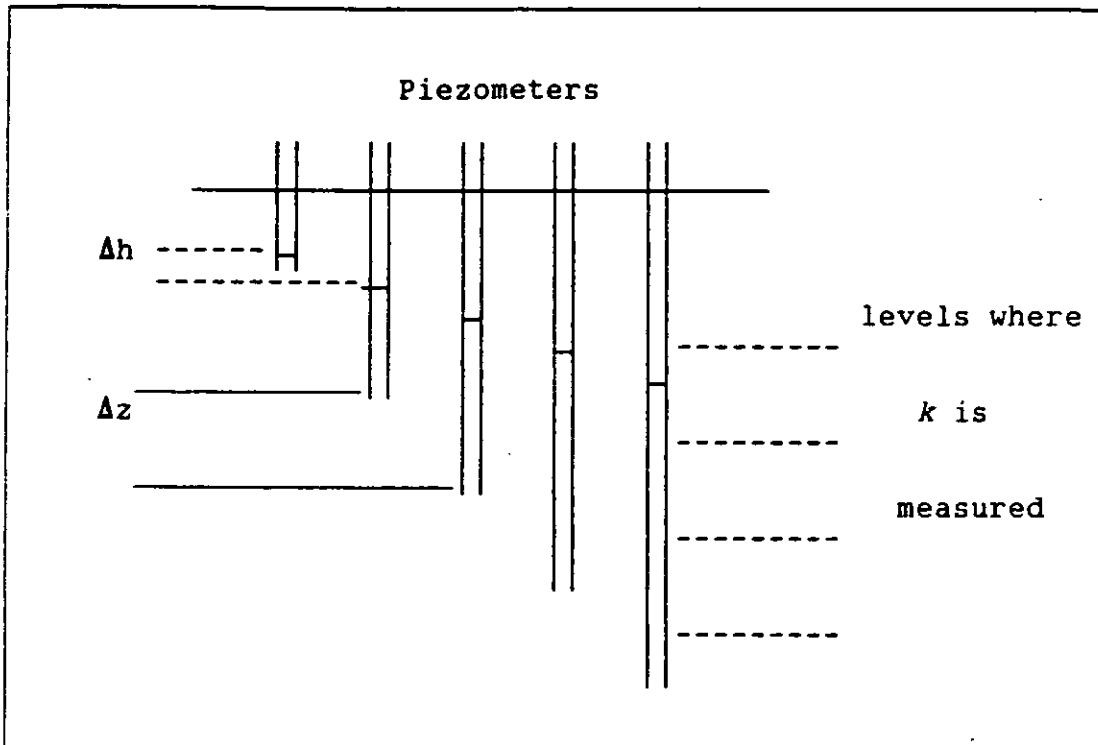 Piezometers
Δh
levels where
Δz
k is
measured